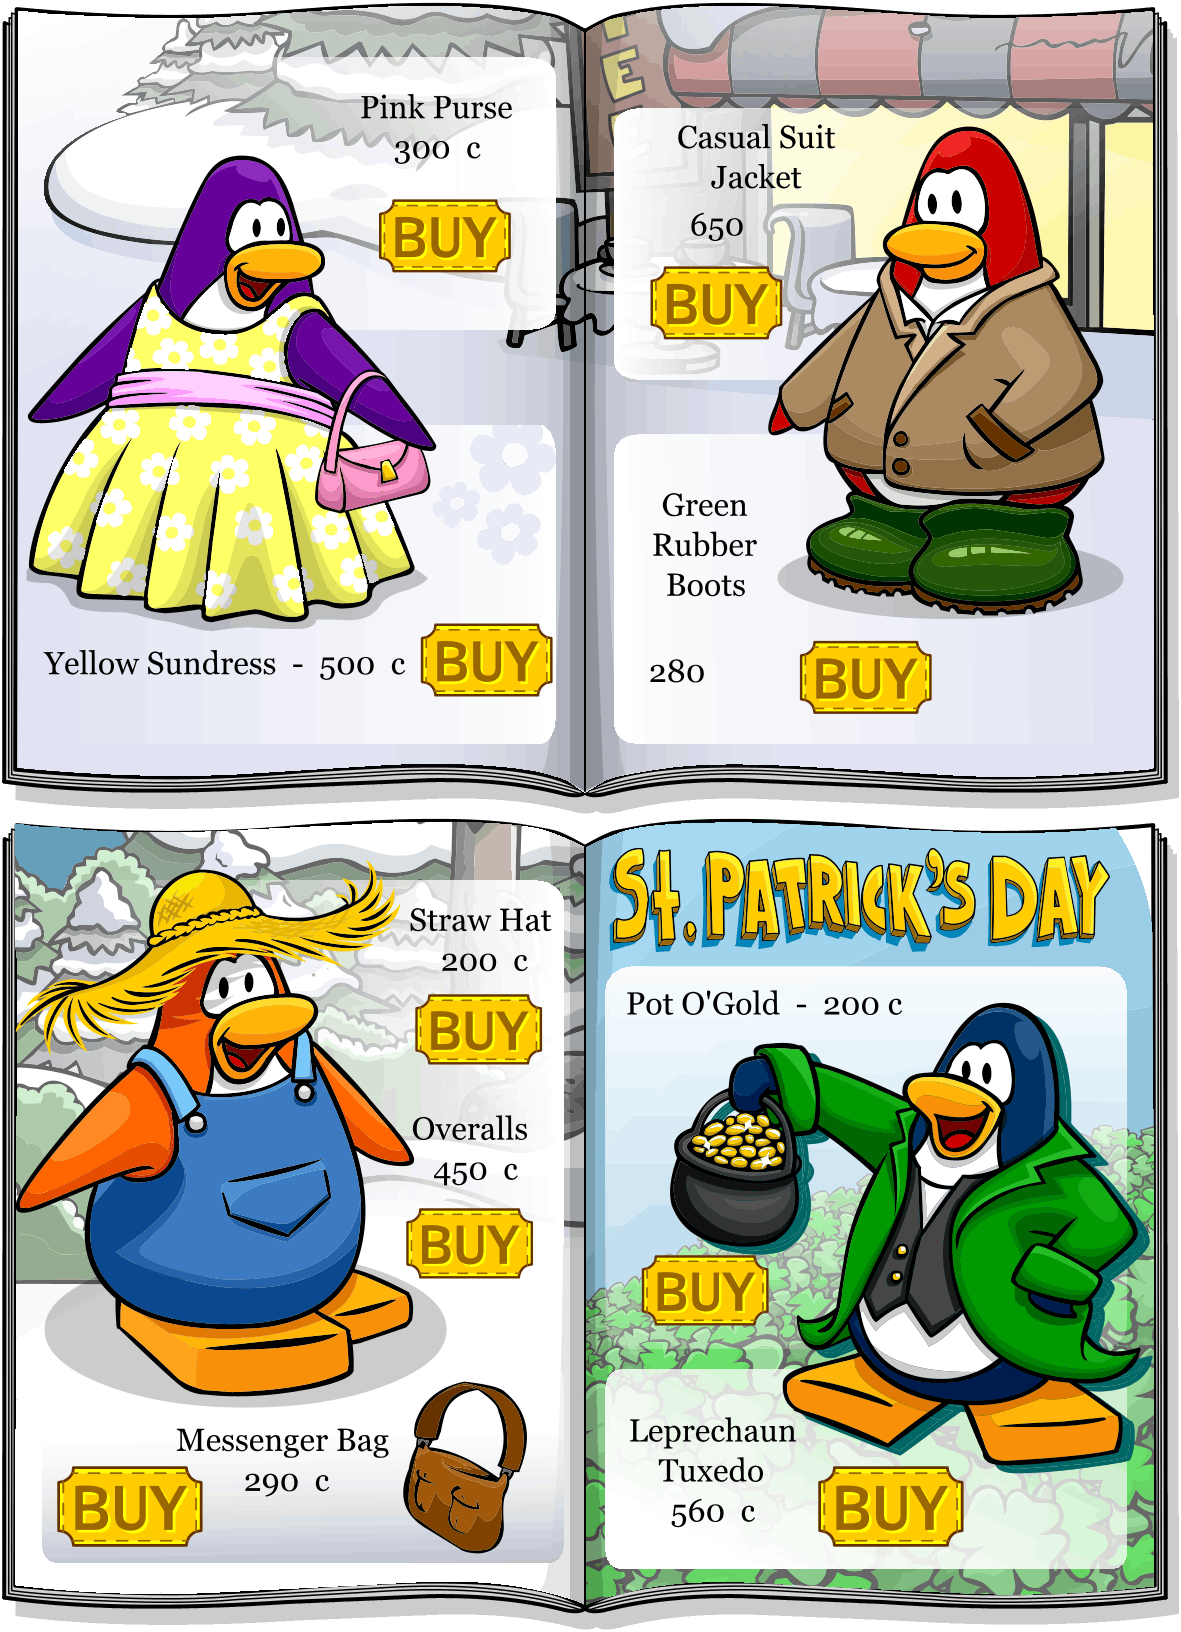 Pink Purse
300 c
BUY
Yellow Sundress - 500 c
BUY
Casual Suit
Jacket
650
BUY
Green
Rubber
Boots
280
BUY
Straw Hat
200 c
BUY
Overalls
450 c
BUY
Messenger Bag
290 c
BUY
St. PATRICK'S DAY
Pot O'Gold - 200 c
BUY
Leprechaun
Tuxedo
560 c
BUY